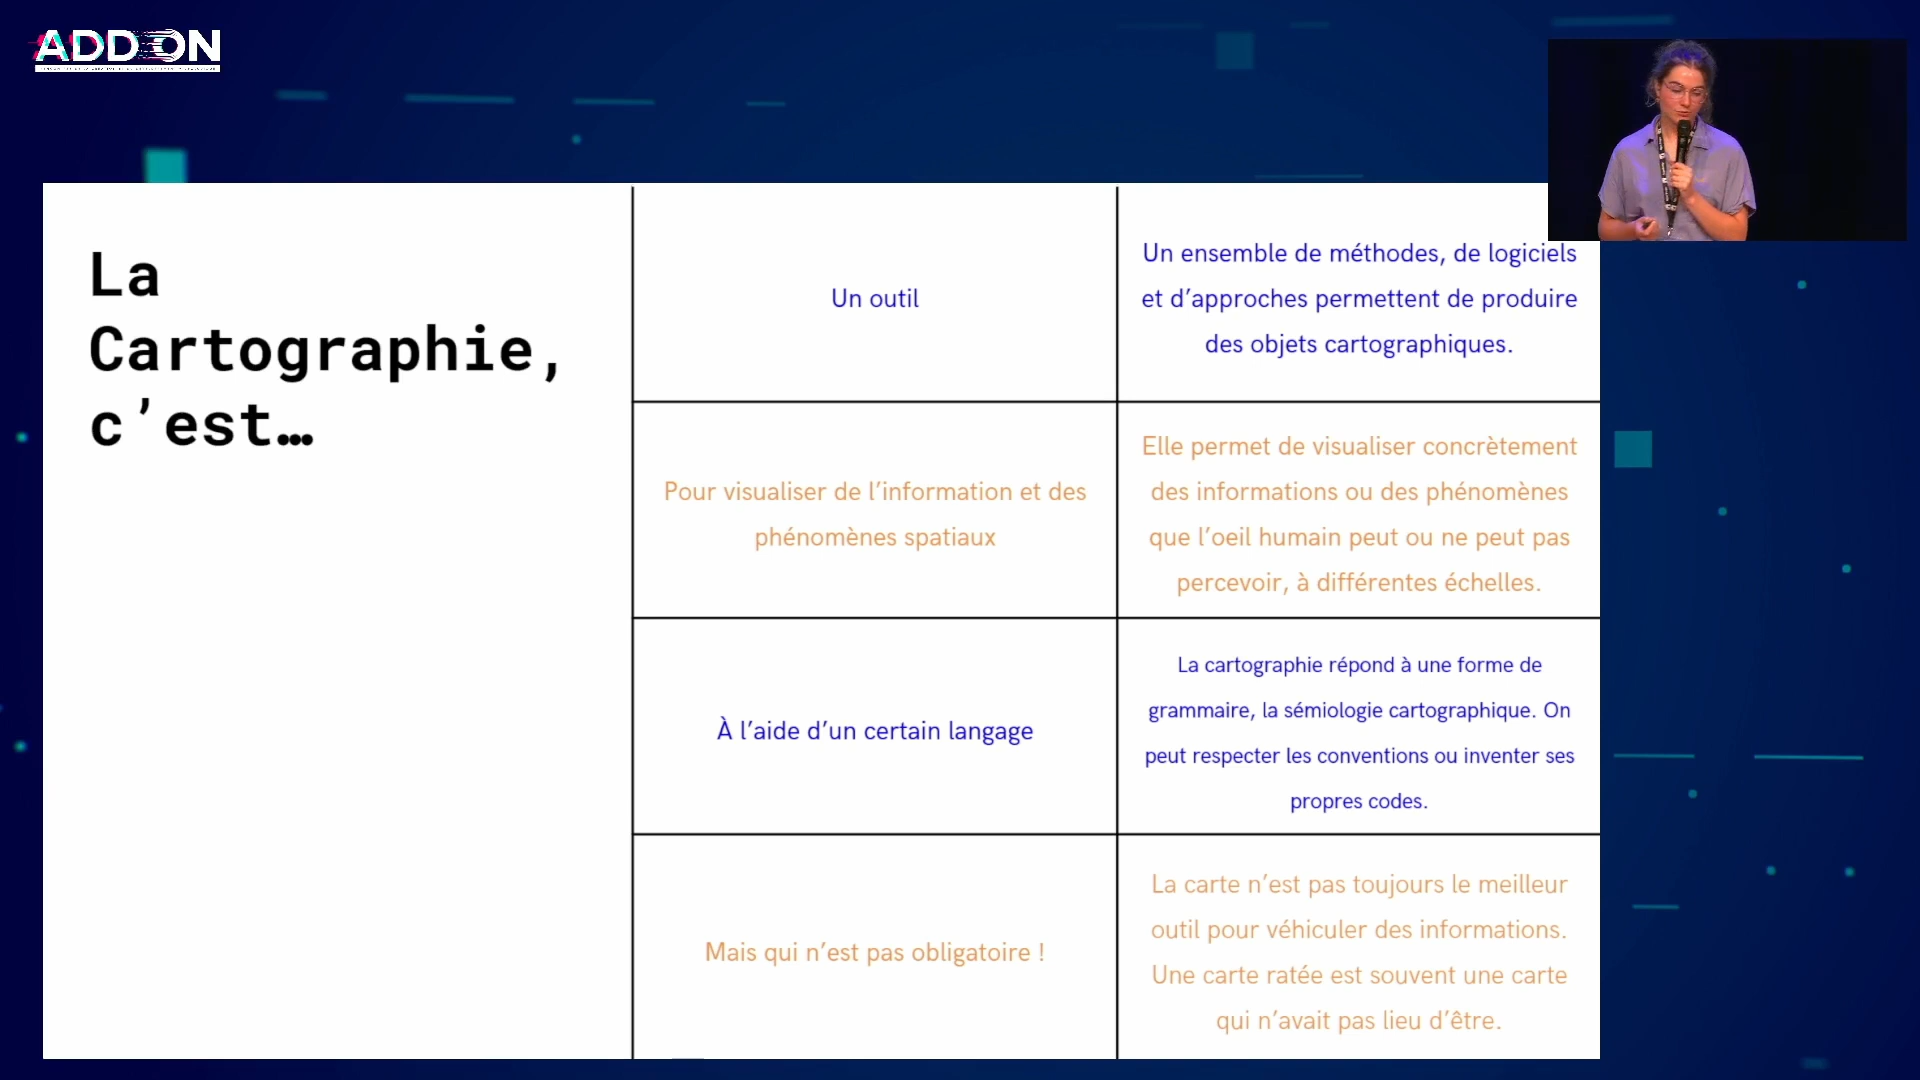 ADDON
La
Cartographie,
c’est…
Un outil
Un ensemble de méthodes, de logiciels
et d’approches permettent de produire
des objets cartographiques.
Pour visualiser de l’information et des
phénomènes spatiaux
Elle permet de visualiser concrètement
des informations ou des phénomènes
que l’oeil humain peut ou ne peut pas
percevoir, à différentes échelles.
À l’aide d’un certain langage
La cartographie répond à une forme de
grammaire, la sémiologie cartographique. On
peut respecter les conventions ou inventer ses
propres codes.
Mais qui n’est pas obligatoire !
La carte n’est pas toujours le meilleur
outil pour véhiculer des informations.
Une carte ratée est souvent une carte
qui n’avait pas lieu d’être.